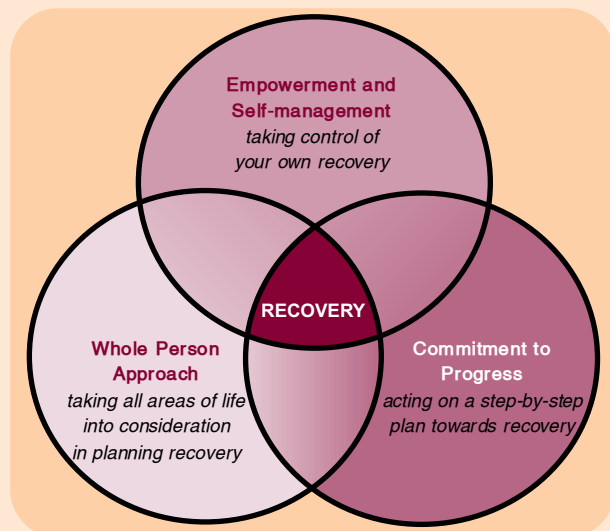 Empowerment and
Self-management
taking control of
your own recovery
RECOVERY
Whole Person
Approach
taking all areas of life
into consideration
in planning recovery
Commitment to
Progress
acting on a step-by-step
plan towards recovery